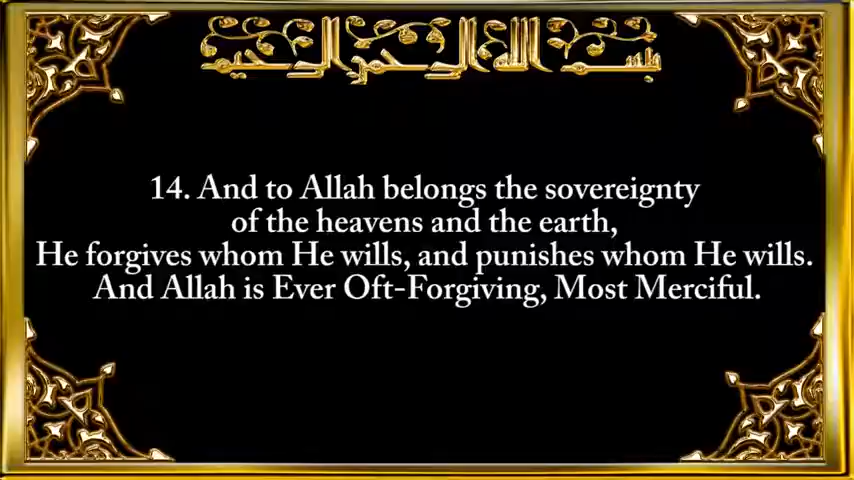 بسم الله الرحمن الرحيم
14. And to Allah belongs the sovereignty
of the heavens and the earth,
He forgives whom He wills, and punishes whom He wills.
And Allah is Ever Oft-Forgiving, Most Merciful.